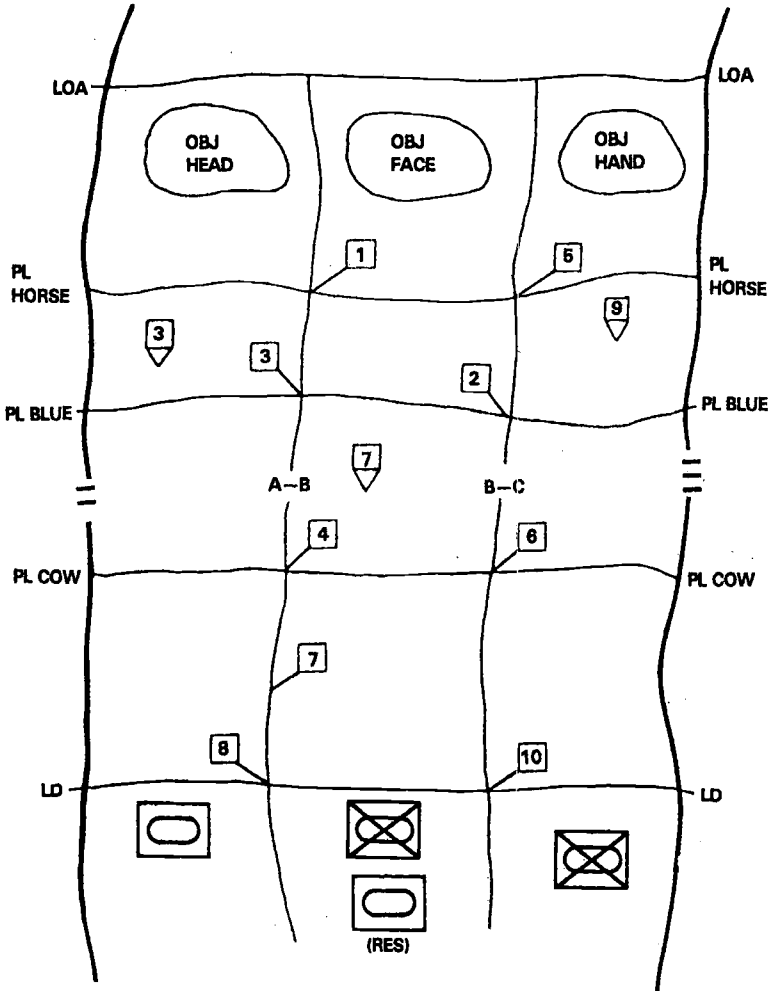 LOA LOA
OBJ HEAD
OBJ FACE
OBJ HAND
1
5
PL HORSE
PL HORSE
3
9
3
2
PL BLUE
PL BLUE
7
A–B
B–C
4
6
PL COW
PL COW
7
8
10
LD
LD
(RES)